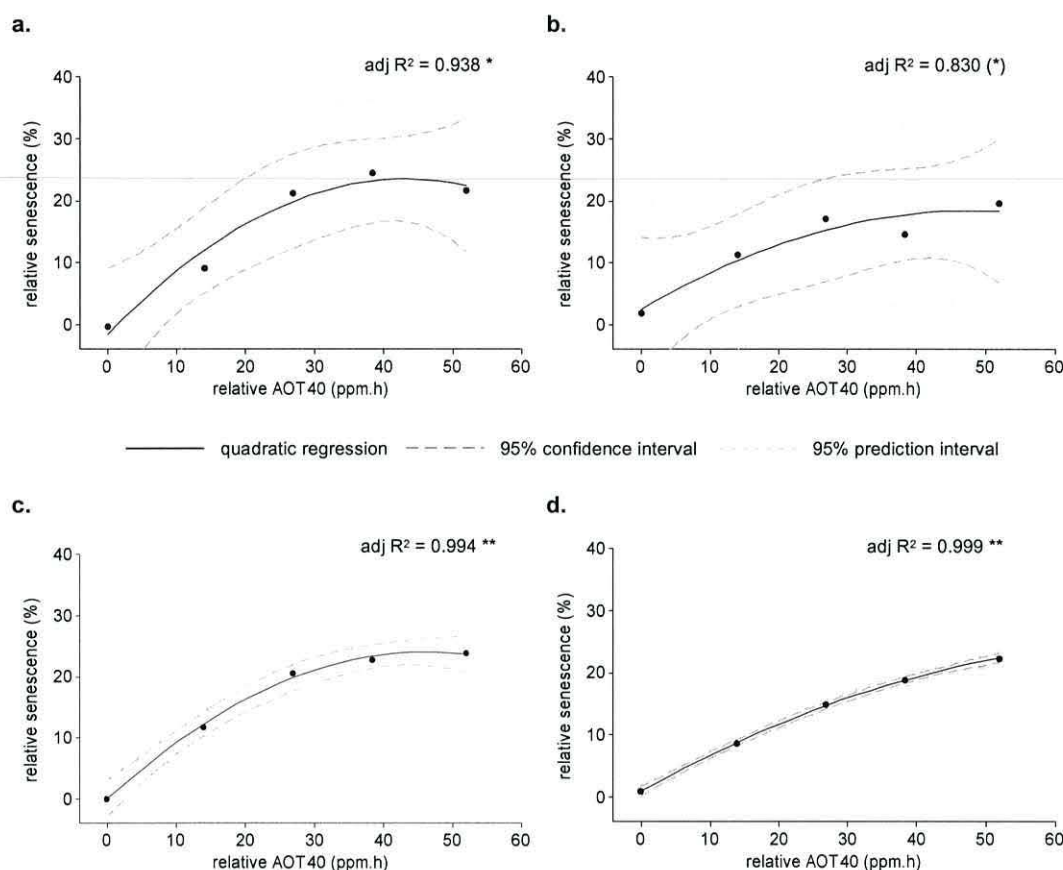 a.
b.
adj R² = 0.938 *
adj R² = 0.830 (*)
40
30
20
10
0
relative senescence (%)
0 10 20 30 40 50 60
relative AOT40 (ppm.h)
40
30
20
10
0
relative senescence (%)
0 10 20 30 40 50 60
relative AOT40 (ppm.h)
quadratic regression 95% confidence interval 95% prediction interval
c.
d.
adj R² = 0.994 **
adj R² = 0.999 **
40
30
20
10
0
relative senescence (%)
0 10 20 30 40 50 60
relative AOT40 (ppm.h)
40
30
20
10
0
relative senescence (%)
0 10 20 30 40 50 60
relative AOT40 (ppm.h)